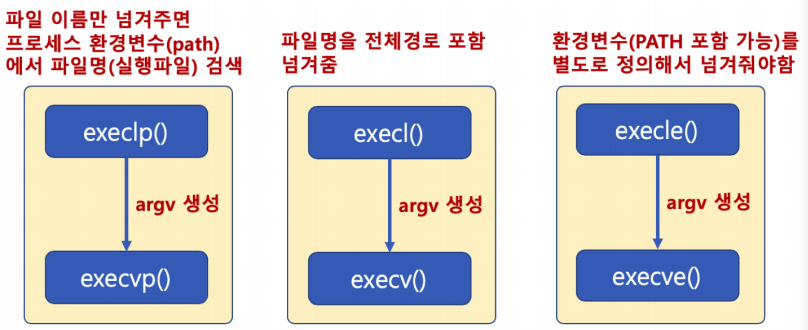 파일 이름만 넘겨주면
프로세스 환경변수(path)
에서 파일명(실행파일) 검색
execlp()
argv 생성
execvp()
파일명을 전체경로 포함
넘겨줌
execl()
argv 생성
execv()
환경변수(PATH 포함 가능)를
별도로 정의해서 넘겨줘야함
execle()
argv 생성
execve()